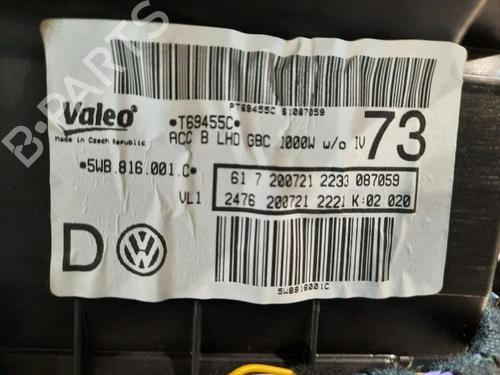 PT69455C 61087059
Valeo
Made in Czech Republic
•T69455C•
ACC B LHD GBC 1000W w/o IV
73
•5WB.816.001.C•
VL1
61 7 200721 2233 087059
2476 200721 2221 K:02 020
D
5WB816001C
B-PARTS